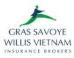 GRAS SAVOYE
WILLIS VIETNAM
INSURANCE BROKERS